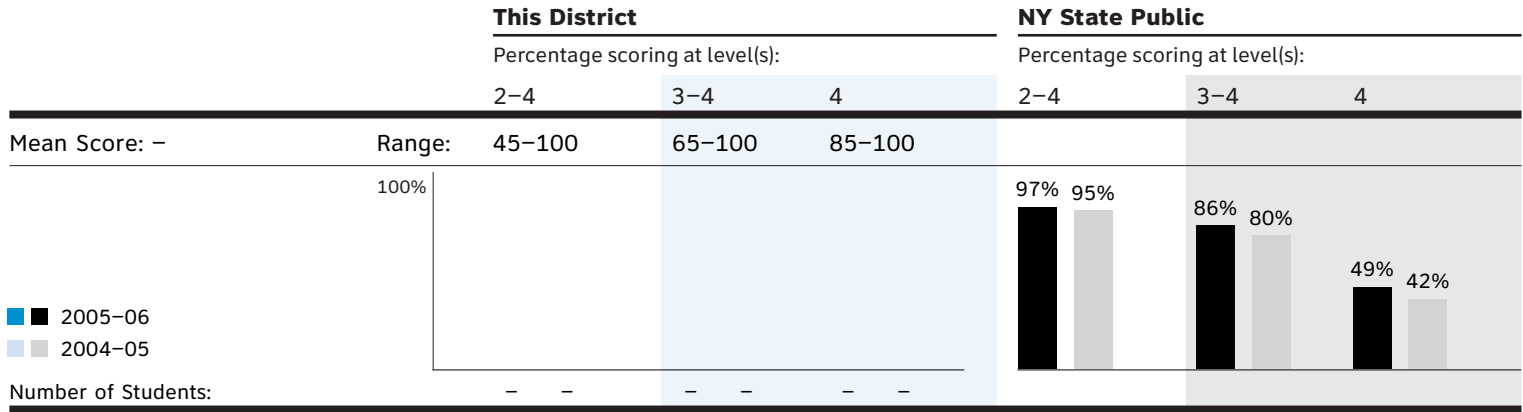 This District NY State Public
Percentage scoring at level(s): Percentage scoring at level(s):
2–4 3–4 4 2–4 3–4 4
Mean Score: – Range: 45–100 65–100 85–100
100%
97% 95% 86% 80% 49% 42%
2005–06
2004–05
Number of Students: – – – – – –